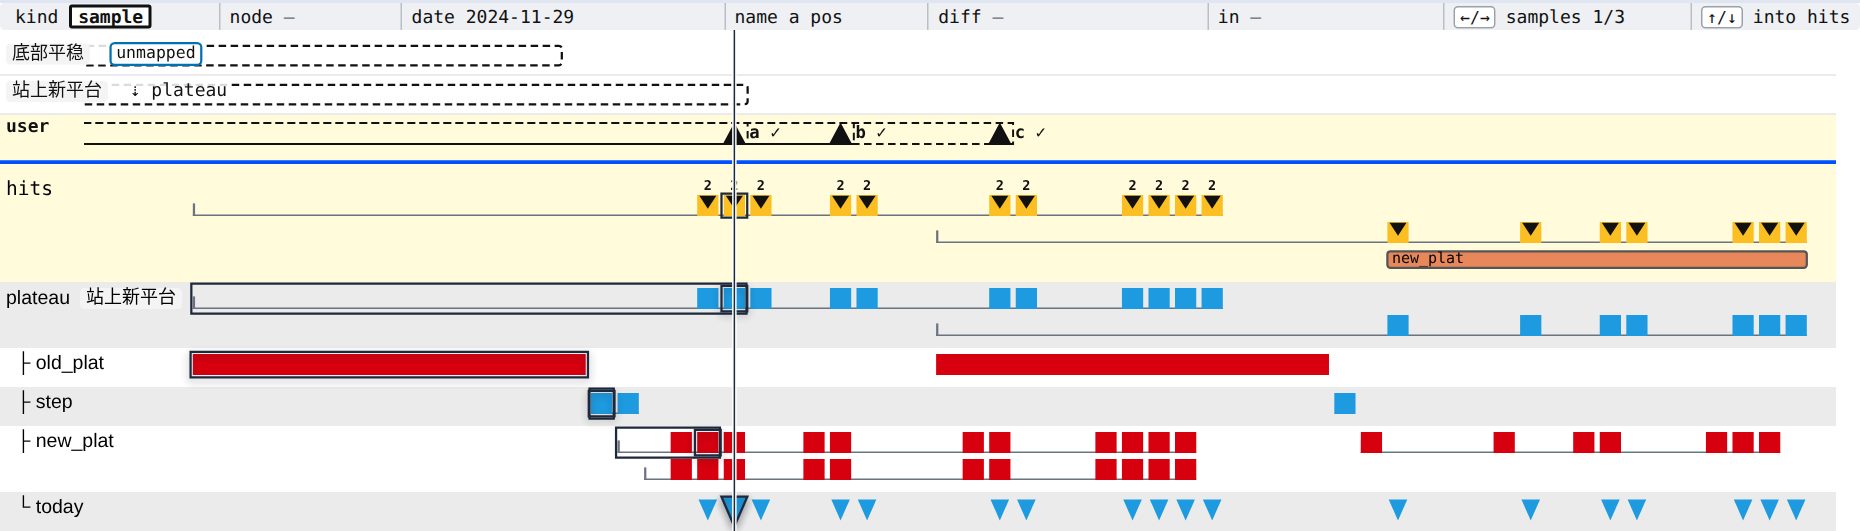 kind sample node — date 2024-11-29 name a pos diff — in — ←/→ samples 1/3 ↑/↓ into hits
底部平稳 unmapped
站上新平台 ⇣ plateau
user a ✓ b ✓ c ✓
hits 2 2 2 2 2 2 2 2 2 2
new_plat
plateau 站上新平台
├ old_plat
├ step
├ new_plat
└ today